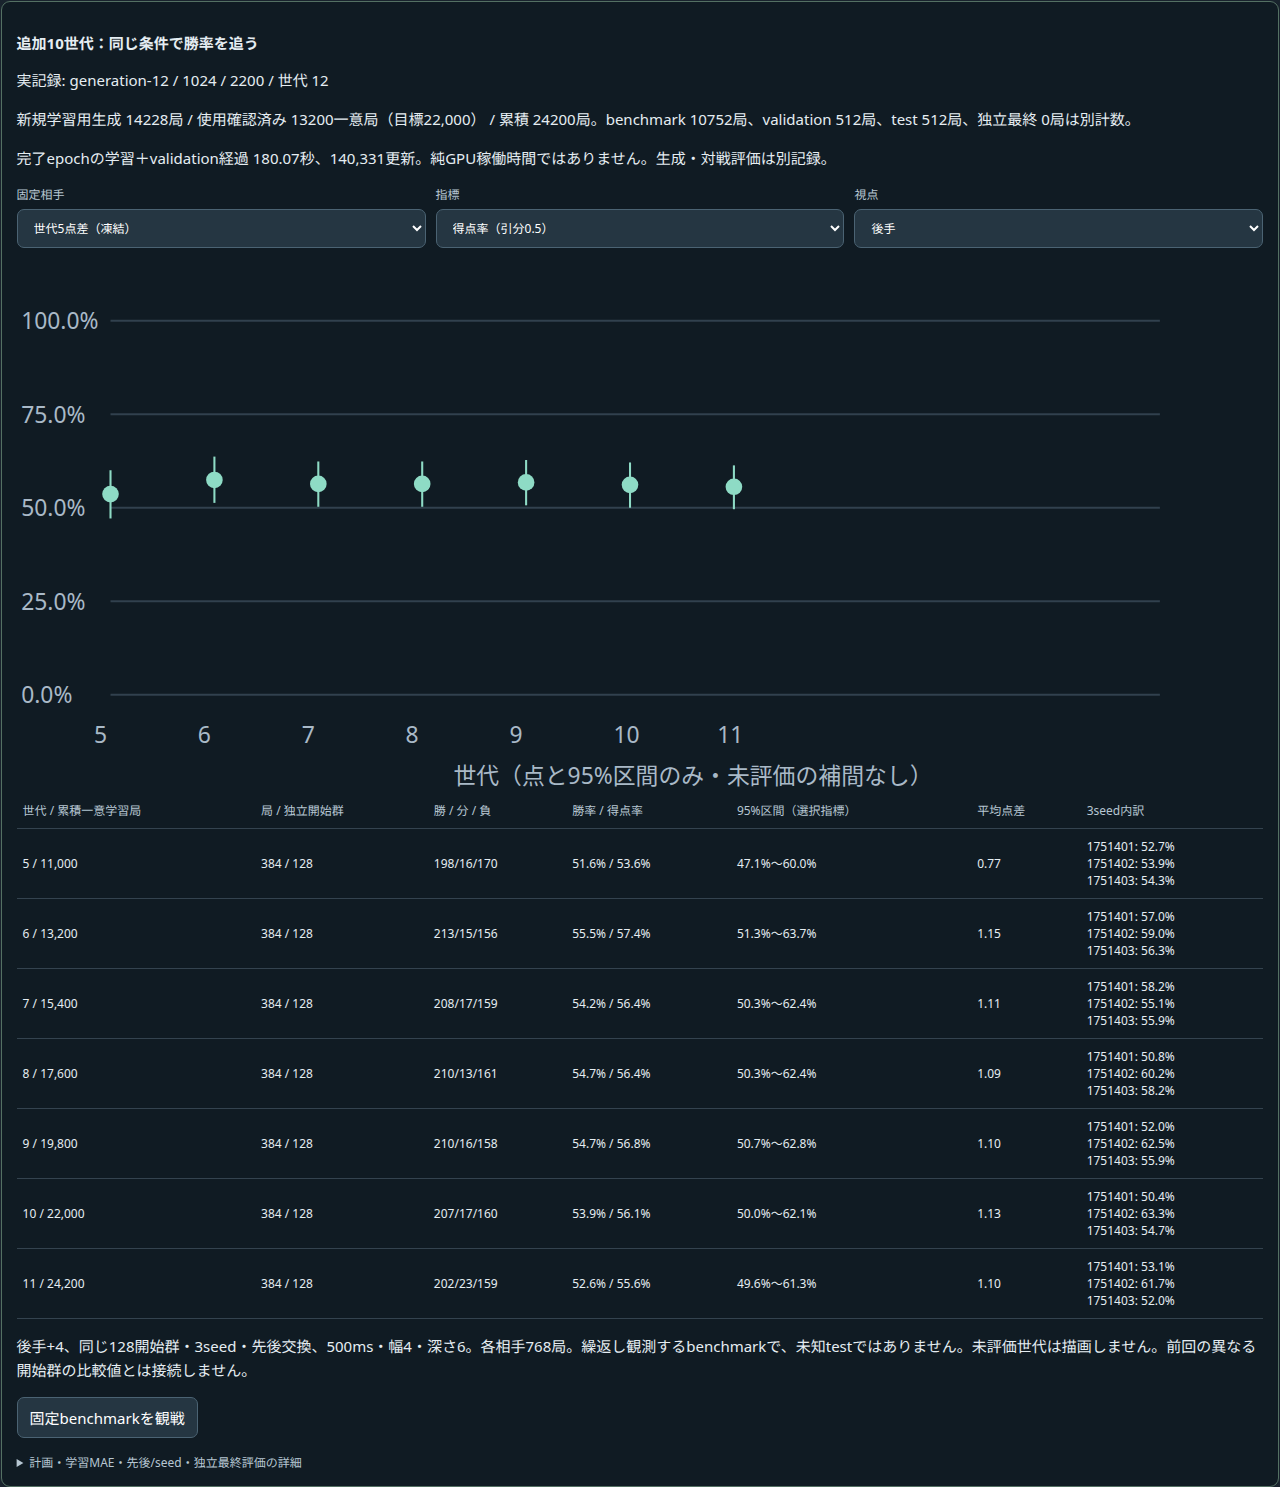 追加10世代：同じ条件で勝率を追う
実記録: generation-12 / 1024 / 2200 / 世代 12
新規学習用生成 14228局 / 使用確認済み 13200一意局（目標22,000） / 累積 24200局。benchmark 10752局、validation 512局、test 512局、独立最終 0局は別計数。
完了epochの学習＋validation経過 180.07秒、140,331更新。純GPU稼働時間ではありません。生成・対戦評価は別記録。
固定相手 指標 視点
世代5点差（凍結） 得点率（引分0.5） 後手
100.0%
75.0%
50.0%
25.0%
0.0%
5 6 7 8 9 10 11
世代（点と95%区間のみ・未評価の補間なし）
世代 / 累積一意学習局 局 / 独立開始群 勝 / 分 / 負 勝率 / 得点率 95%区間（選択指標） 平均点差 3seed内訳
1751401: 52.7%
5 / 11,000 384 / 128 198/16/170 51.6% / 53.6% 47.1%〜60.0% 0.77 1751402: 53.9%
1751403: 54.3%
1751401: 57.0%
6 / 13,200 384 / 128 213/15/156 55.5% / 57.4% 51.3%〜63.7% 1.15 1751402: 59.0%
1751403: 56.3%
1751401: 58.2%
7 / 15,400 384 / 128 208/17/159 54.2% / 56.4% 50.3%〜62.4% 1.11 1751402: 55.1%
1751403: 55.9%
1751401: 50.8%
8 / 17,600 384 / 128 210/13/161 54.7% / 56.4% 50.3%〜62.4% 1.09 1751402: 60.2%
1751403: 58.2%
1751401: 52.0%
9 / 19,800 384 / 128 210/16/158 54.7% / 56.8% 50.7%〜62.8% 1.10 1751402: 62.5%
1751403: 55.9%
1751401: 50.4%
10 / 22,000 384 / 128 207/17/160 53.9% / 56.1% 50.0%〜62.1% 1.13 1751402: 63.3%
1751403: 54.7%
1751401: 53.1%
11 / 24,200 384 / 128 202/23/159 52.6% / 55.6% 49.6%〜61.3% 1.10 1751402: 61.7%
1751403: 52.0%
後手+4、同じ128開始群・3seed・先後交換、500ms・幅4・深さ6。各相手768局。繰返し観測するbenchmarkで、未知testではありません。未評価世代は描画しません。前回の異なる
開始群の比較値とは接続しません。
固定benchmarkを観戦
▶ 計画・学習MAE・先後/seed・独立最終評価の詳細